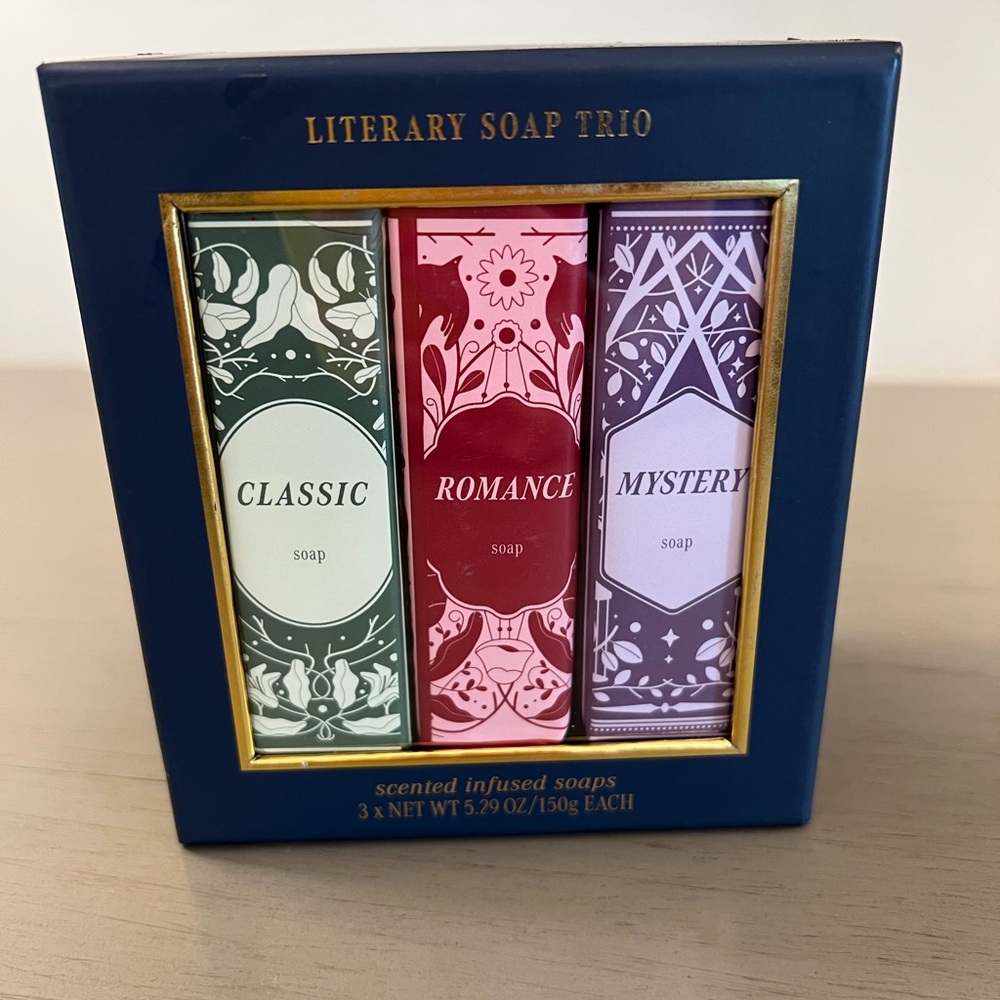 LITERARY SOAP TRIO
CLASSIC
soap
ROMANCE
soap
MYSTERY
soap
scented infused soaps
3 x NET WT 5.29 OZ/150g EACH